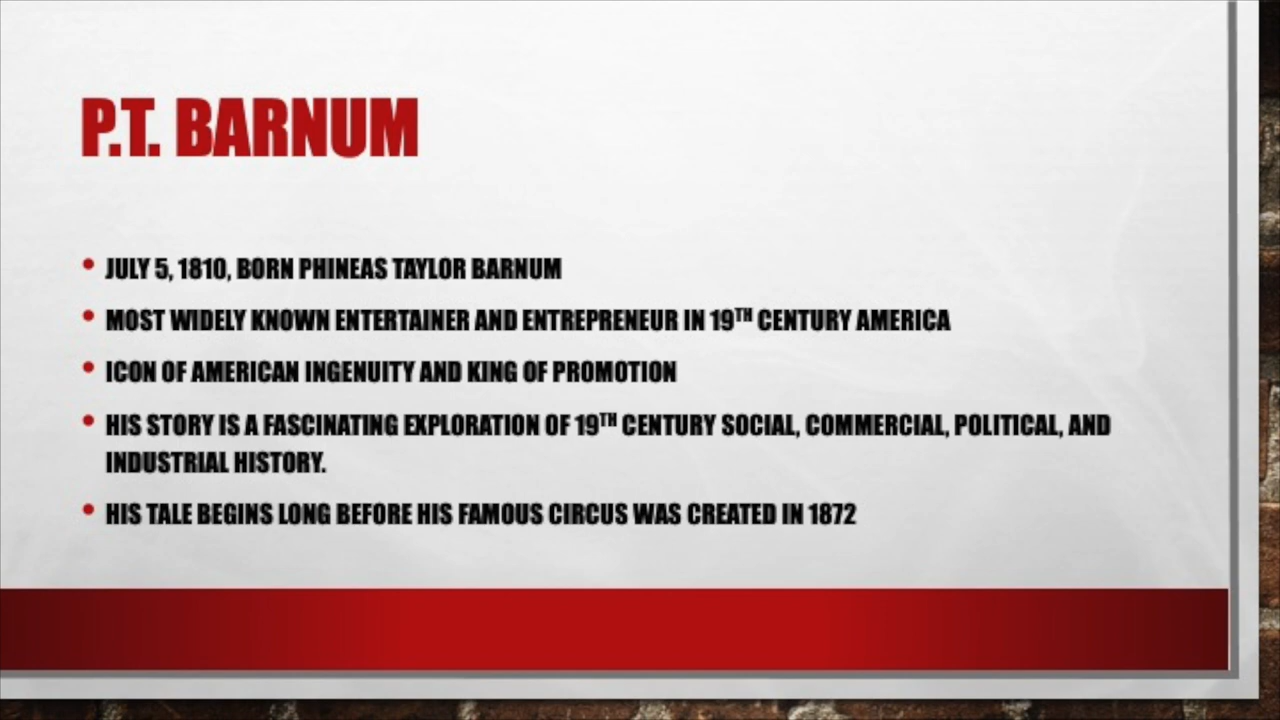 P.T. BARNUM
• JULY 5, 1810, BORN PHINEAS TAYLOR BARNUM
• MOST WIDELY KNOWN ENTERTAINER AND ENTREPRENEUR IN 19TH CENTURY AMERICA
• ICON OF AMERICAN INGENUITY AND KING OF PROMOTION
• HIS STORY IS A FASCINATING EXPLORATION OF 19TH CENTURY SOCIAL, COMMERCIAL, POLITICAL, AND
INDUSTRIAL HISTORY.
• HIS TALE BEGINS LONG BEFORE HIS FAMOUS CIRCUS WAS CREATED IN 1872